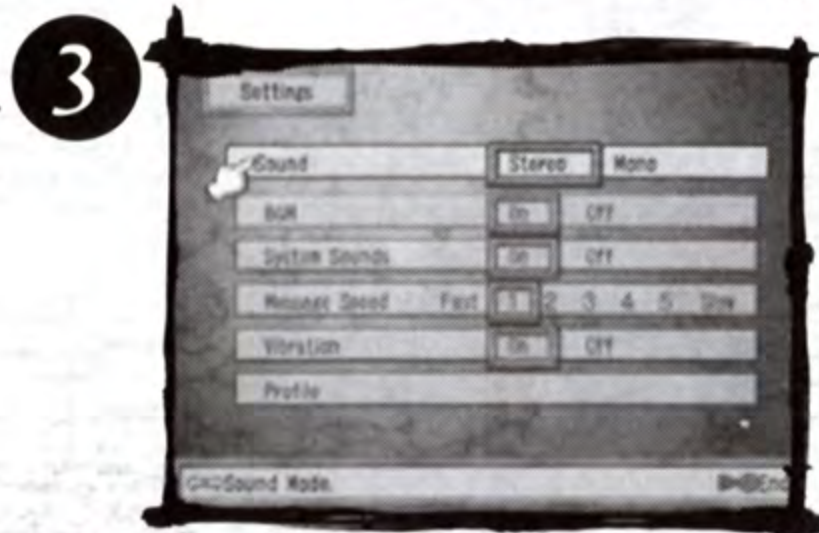 3
Settings
Sound Stereo Mono
BGM On Off
System Sounds On Off
Message Speed Fast 1 2 3 4 5 Slow
Vibration On Off
Profile
Sound Mode. End